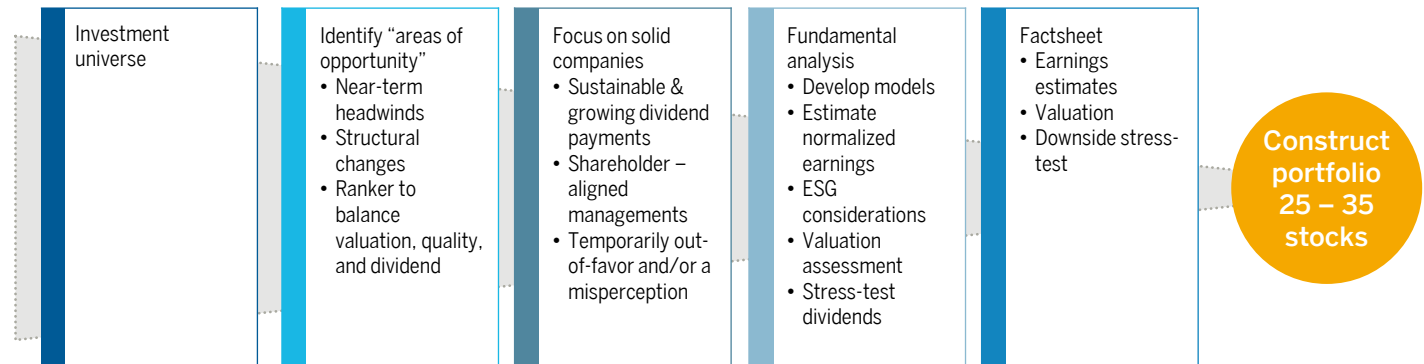 Investment
universe
Identify “areas of
opportunity”
• Near-term
headwinds
• Structural
changes
• Ranker to
balance
valuation, quality,
and dividend
Focus on solid
companies
• Sustainable &
growing dividend
payments
• Shareholder –
aligned
managements
• Temporarily out-
of-favor and/or a
misperception
Fundamental
analysis
• Develop models
• Estimate
normalized
earnings
• ESG
considerations
• Valuation
assessment
• Stress-test
dividends
Factsheet
• Earnings
estimates
• Valuation
• Downside stress-
test
Construct
portfolio
25 – 35
stocks